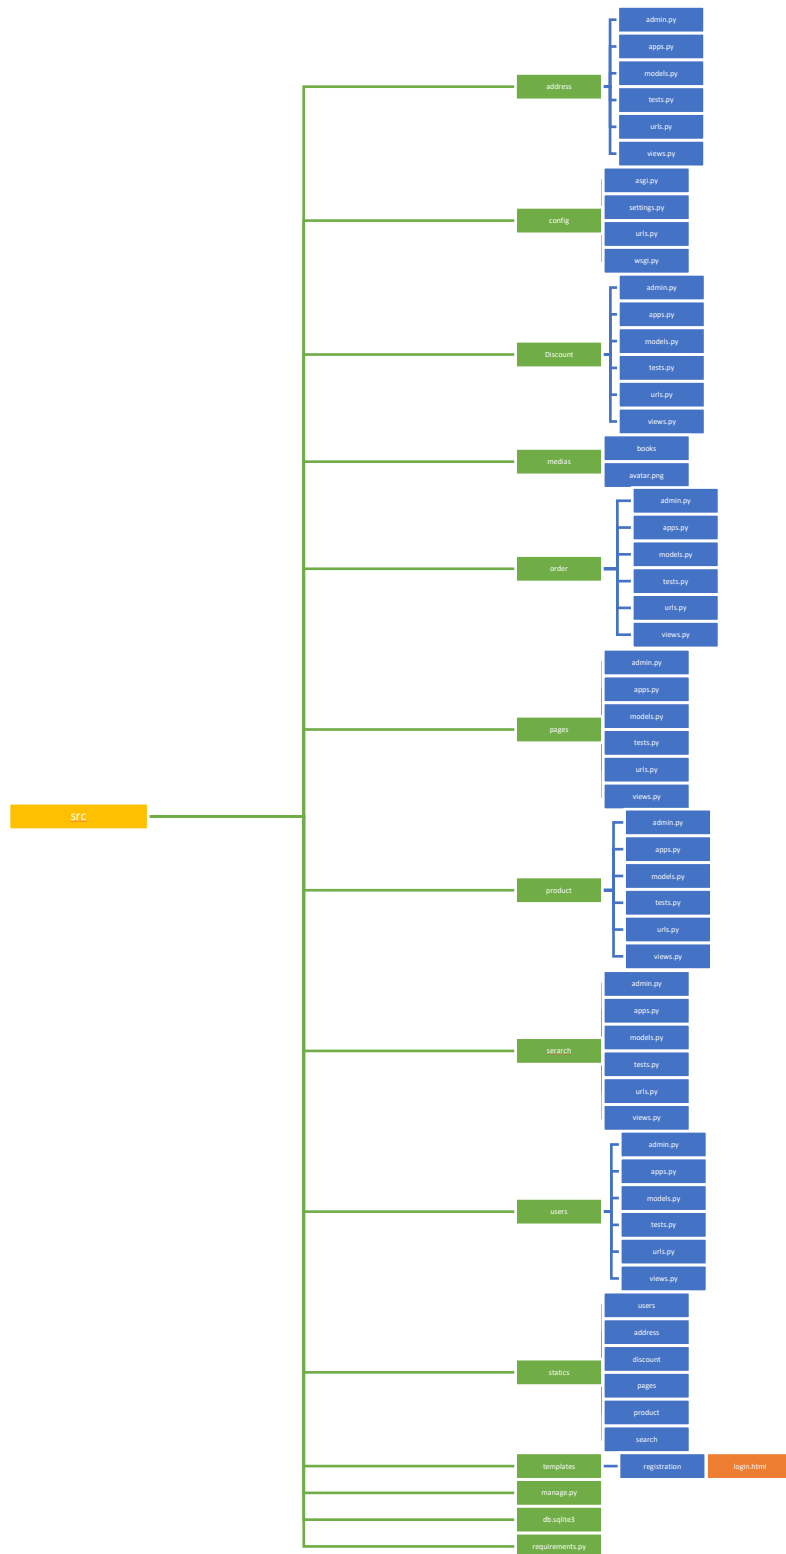 src
address
admin.py
apps.py
models.py
tests.py
urls.py
views.py
config
asgi.py
settings.py
urls.py
wsgi.py
Discount
admin.py
apps.py
models.py
tests.py
urls.py
views.py
medias
books
avatar.png
order
admin.py
apps.py
models.py
tests.py
urls.py
views.py
pages
admin.py
apps.py
models.py
tests.py
urls.py
views.py
product
admin.py
apps.py
models.py
tests.py
urls.py
views.py
serarch
admin.py
apps.py
models.py
tests.py
urls.py
views.py
users
admin.py
apps.py
models.py
tests.py
urls.py
views.py
statics
users
address
discount
pages
product
search
templates
registration
login.html
manage.py
db.sqlite3
requirements.py